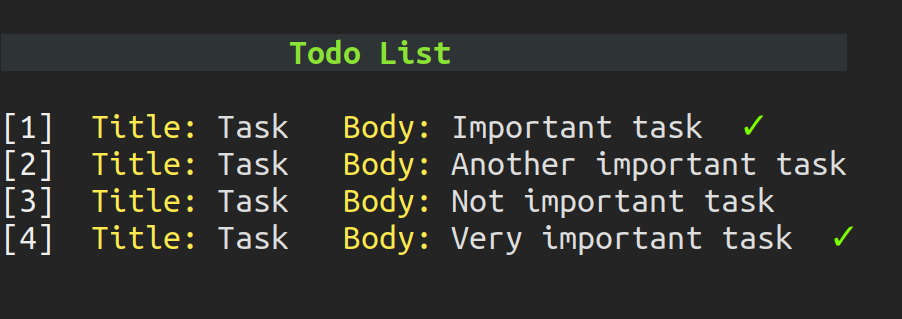 Todo List
[1]  Title: Task   Body: Important task  ✓
[2]  Title: Task   Body: Another important task
[3]  Title: Task   Body: Not important task
[4]  Title: Task   Body: Very important task  ✓